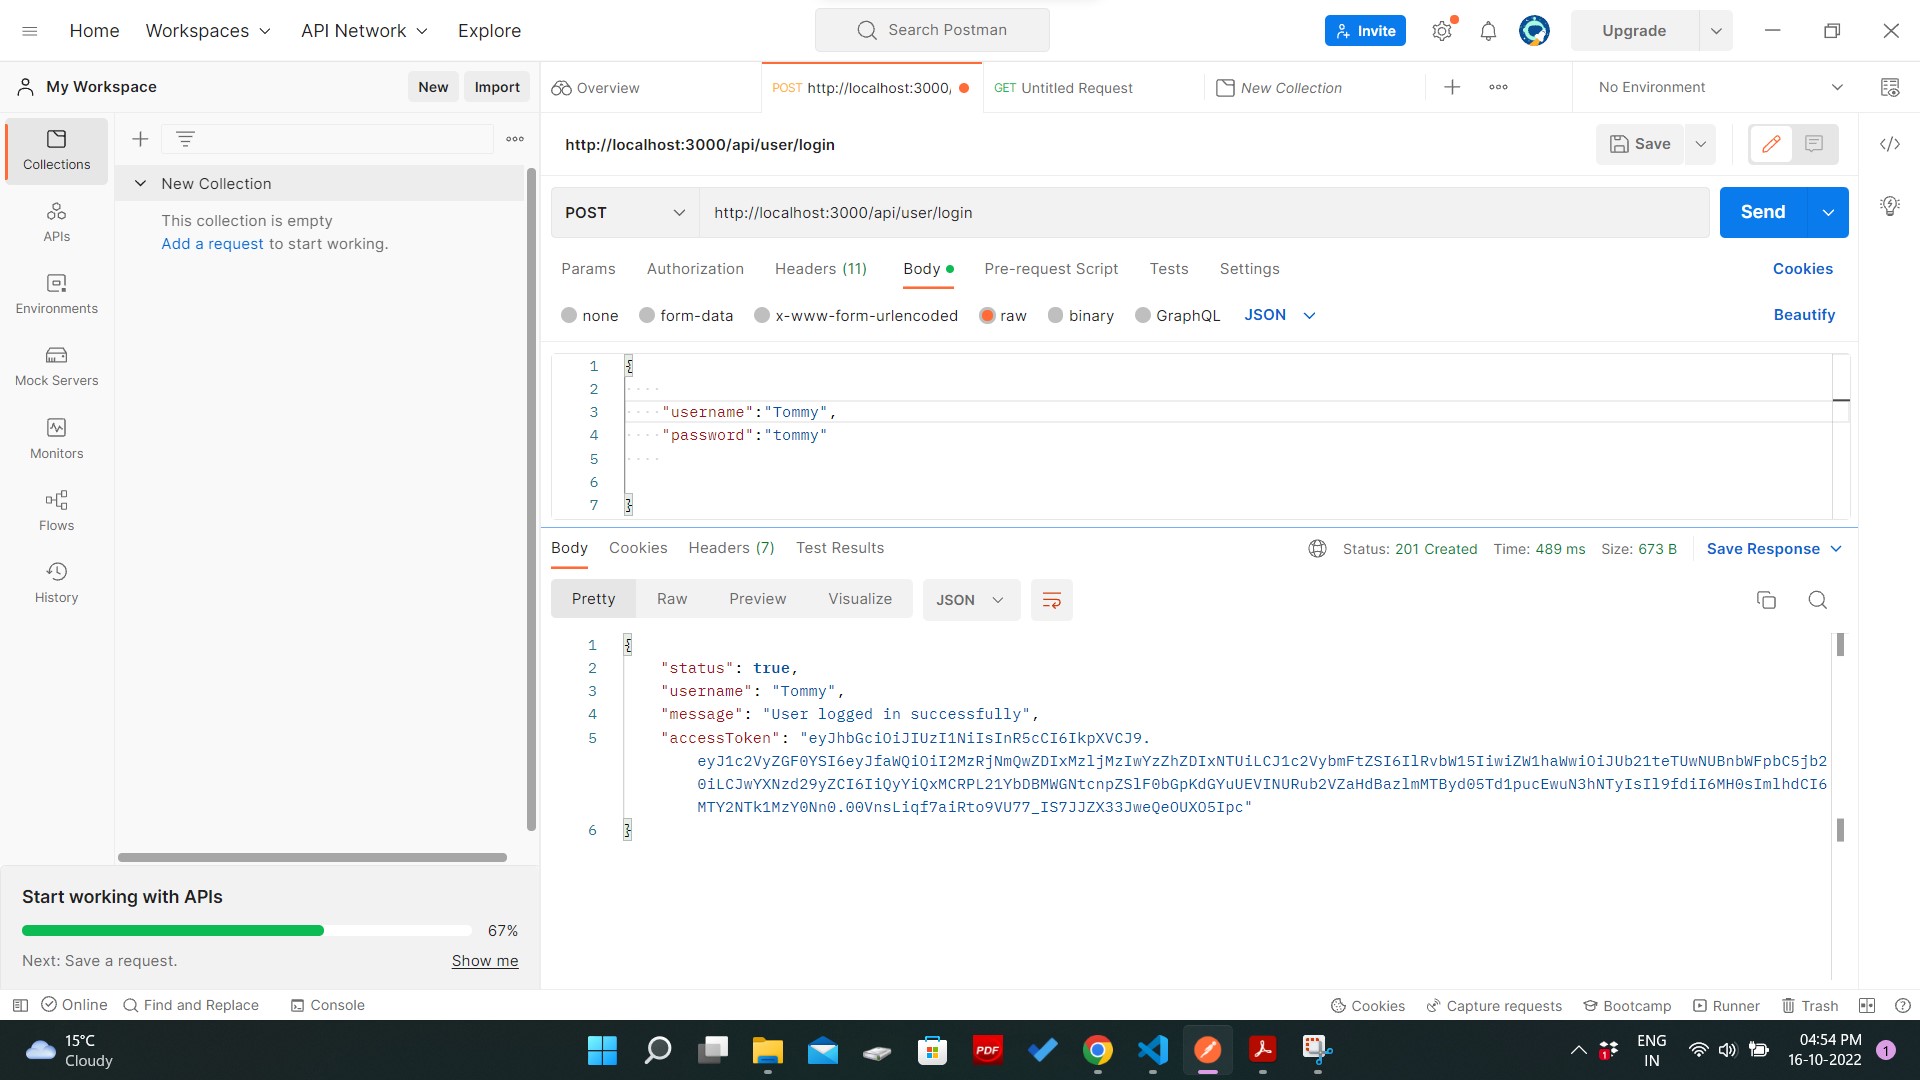 Home Workspaces API Network Explore
Search Postman
Invite
Upgrade
My Workspace
New Import
Overview
POST http://localhost:3000,
GET Untitled Request
New Collection
No Environment
Collections
APIs
Environments
Mock Servers
Monitors
Flows
History
New Collection
This collection is empty
Add a request to start working.
http://localhost:3000/api/user/login
Save
POST
http://localhost:3000/api/user/login
Send
Params Authorization Headers (11) Body Pre-request Script Tests Settings Cookies
none form-data x-www-form-urlencoded raw binary GraphQL JSON Beautify
1 {
2
3 "username":"Tommy",
4 "password":"tommy"
5
6
7 }
Body Cookies Headers (7) Test Results
Status: 201 Created Time: 489 ms Size: 673 B Save Response
Pretty Raw Preview Visualize JSON
1 {
2 "status": true,
3 "username": "Tommy",
4 "message": "User logged in successfully",
5 "accessToken": "eyJhbGciOiJIUzI1NiIsInR5cCI6IkpXVCJ9.
6 }
Start working with APIs
67%
Next: Save a request.
Show me
Online Find and Replace Console
Cookies Capture requests Bootcamp Runner Trash
15°C
Cloudy
PDF
1
ENG
IN
04:54 PM
16-10-2022
1